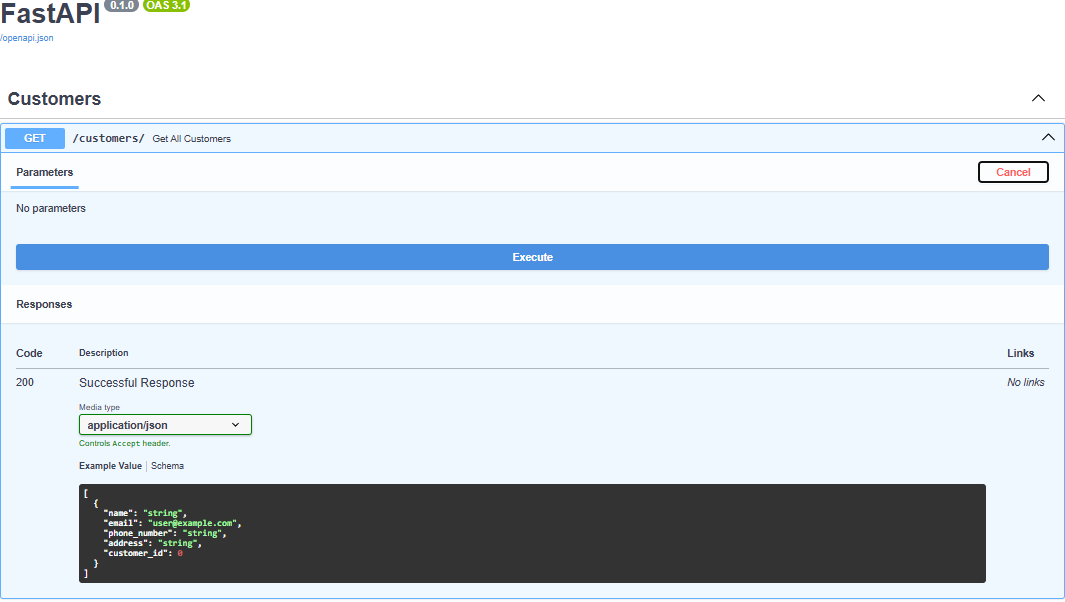 FastAPI 0.1.0 OAS 3.1
/openapi.json
Customers
GET /customers/ Get All Customers
Parameters Cancel
No parameters
Execute
Responses
Code Description Links
200 Successful Response No links
Media type
application/json
Controls Accept header.
Example Value Schema
[
{
"name": "string",
"email": "user@example.com",
"phone_number": "string",
"address": "string",
"customer_id": 0
}
]